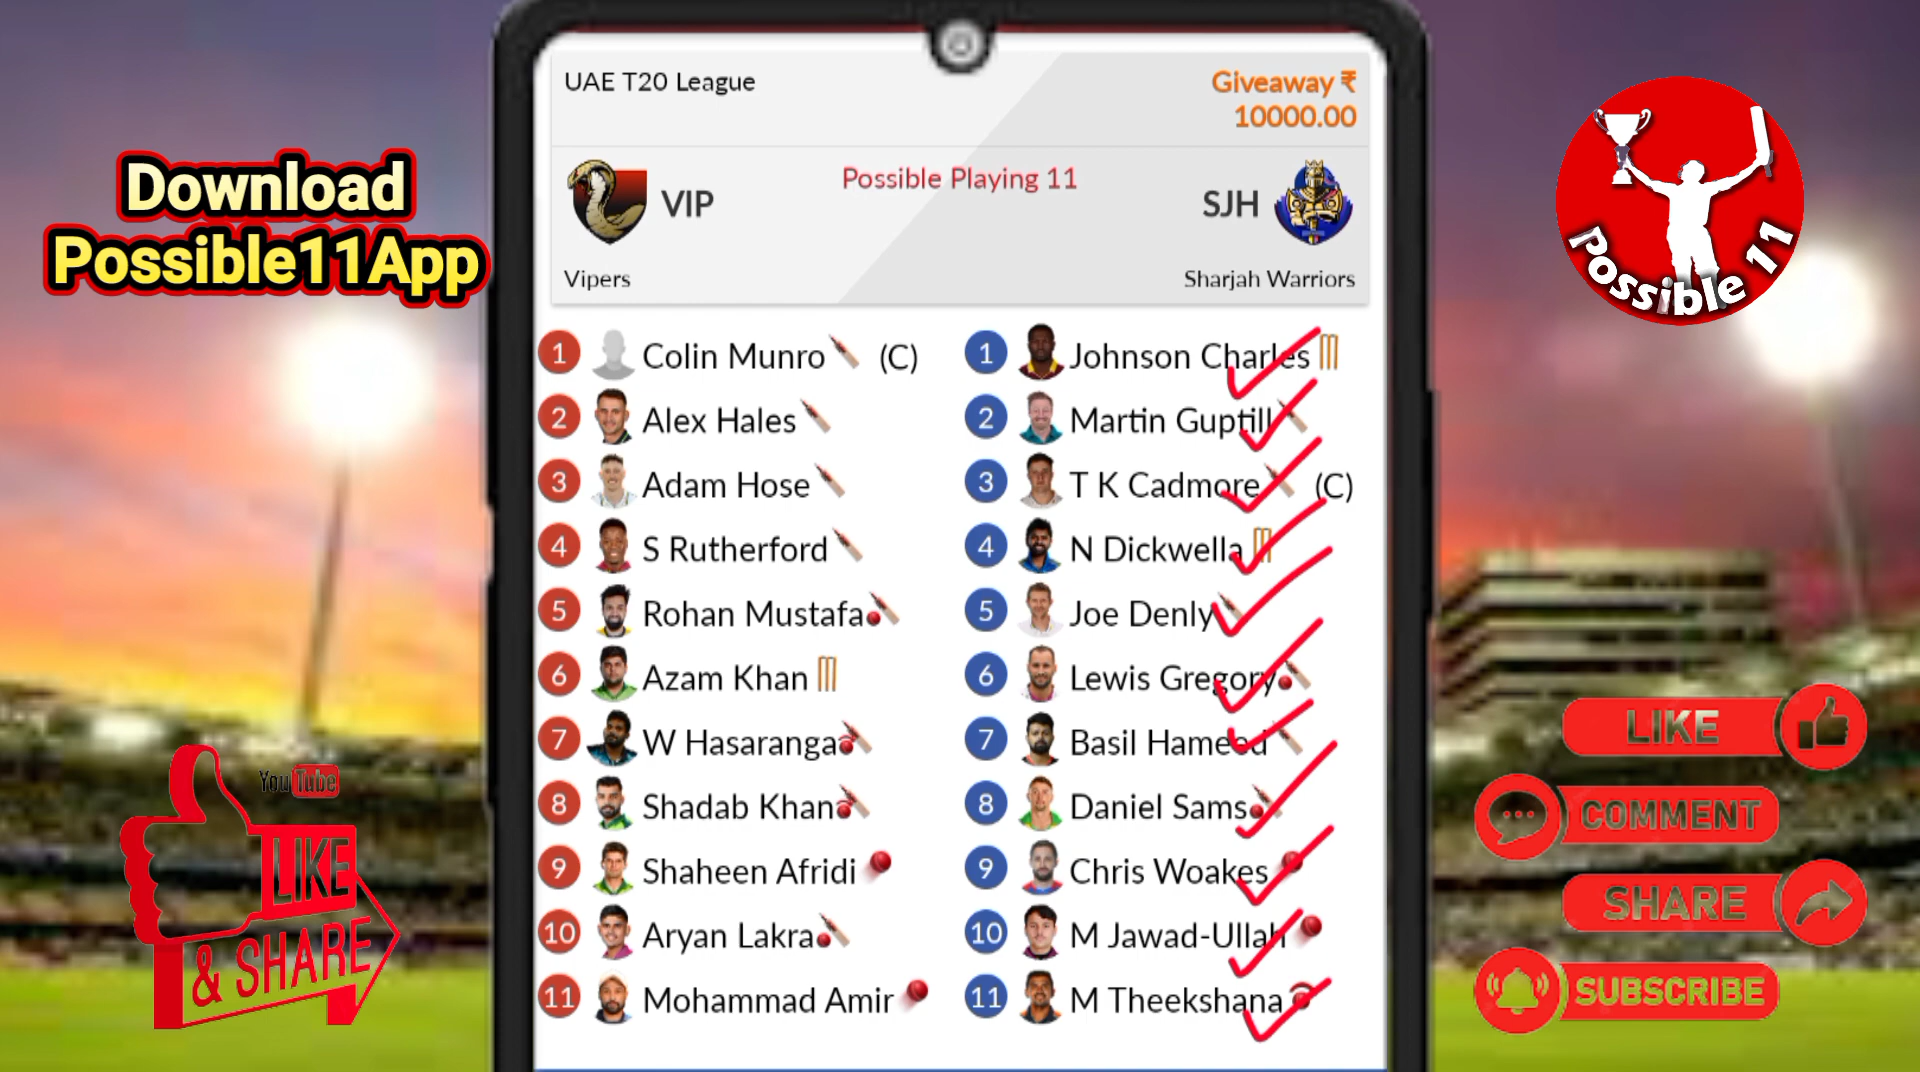 UAE T20 League
Giveaway ₹
10000.00
Download
Possible11App
VIP
Possible Playing 11
SJH
Vipers
Sharjah Warriors
Possible 11
1 Colin Munro (C)
2 Alex Hales
3 Adam Hose
4 S Rutherford
5 Rohan Mustafa
6 Azam Khan
7 W Hasaranga
8 Shadab Khan
9 Shaheen Afridi
10 Aryan Lakra
11 Mohammad Amir
1 Johnson Charles
2 Martin Guptill
3 T K Cadmore (C)
4 N Dickwella
5 Joe Denly
6 Lewis Gregory
7 Basil Hameed
8 Daniel Sams
9 Chris Woakes
10 M Jawad-Ullah
11 M Theekshana
YouTube
LIKE
& SHARE
LIKE
COMMENT
SHARE
SUBSCRIBE